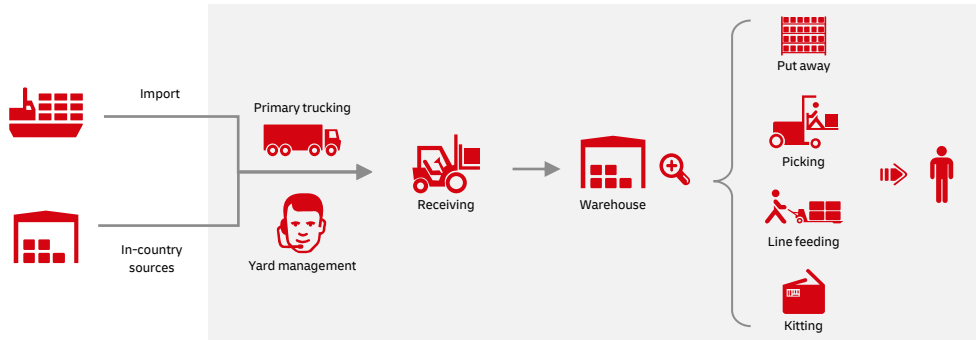 Import
In-country
sources
Primary trucking
Yard management
Receiving
Warehouse
Put away
Picking
Line feeding
Kitting